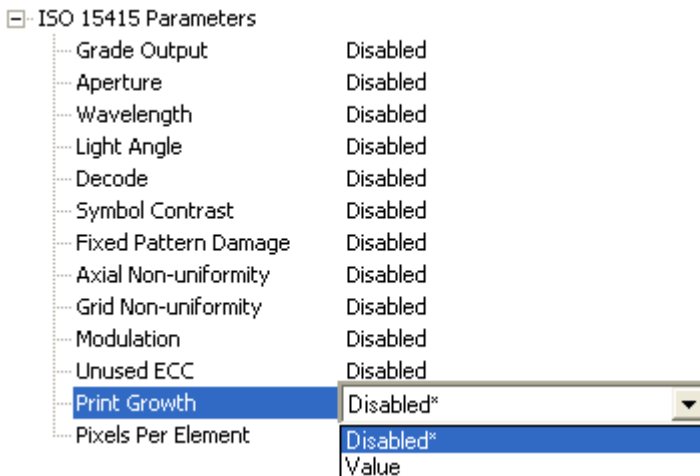 ISO 15415 Parameters
Grade Output Disabled
Aperture Disabled
Wavelength Disabled
Light Angle Disabled
Decode Disabled
Symbol Contrast Disabled
Fixed Pattern Damage Disabled
Axial Non-uniformity Disabled
Grid Non-uniformity Disabled
Modulation Disabled
Unused ECC Disabled
Print Growth Disabled*
Pixels Per Element Disabled*
Value